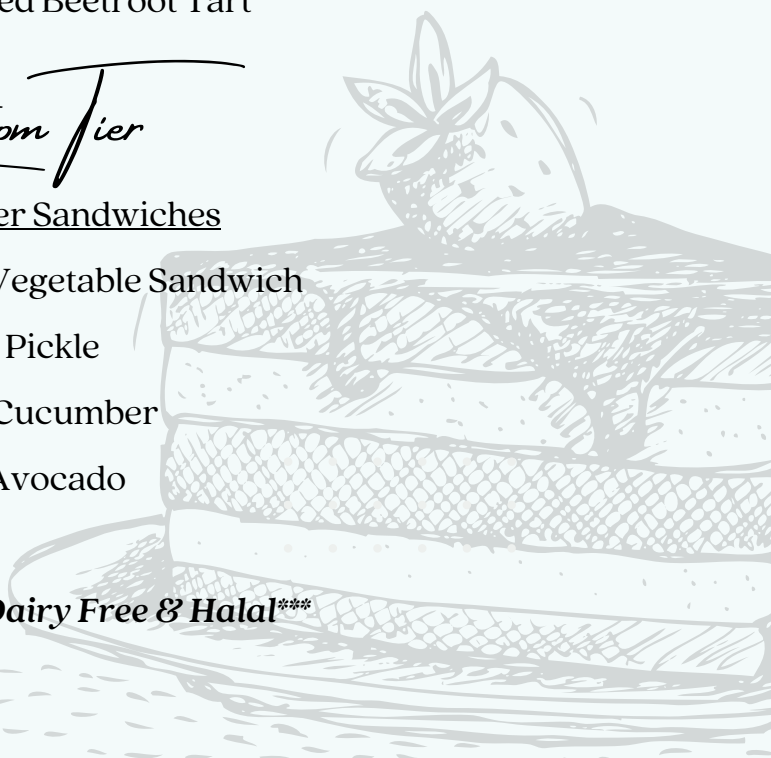 ed Beetroot Tart
om Tier
er Sandwiches
Vegetable Sandwich
Pickle
Cucumber
Avocado
Dairy Free & Halal***